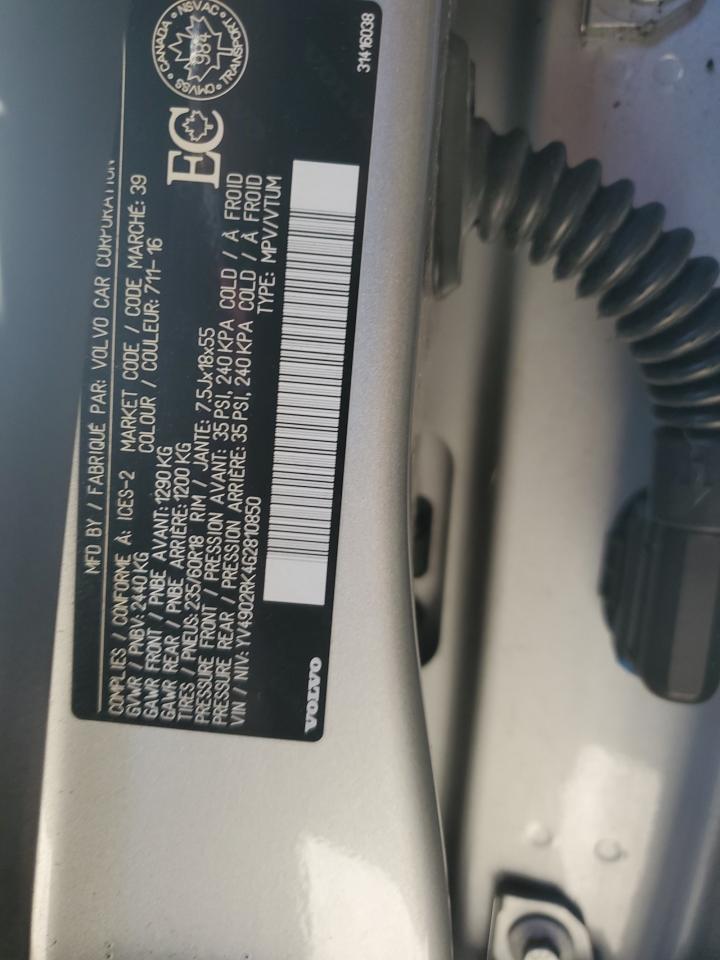 MFD BY / FABRIQUÉ PAR: VOLVO CAR CORPORATION
COMPLIES / CONFORME À: ICES-2 MARKET CODE / CODE MARCHÉ: 39
GVWR / PNBV: 2440 KG COLOUR / COULEUR: 711-16
GAWR FRONT / PNBE AVANT: 1290 KG
GAWR REAR / PNBE ARRIÈRE: 1200 KG
TIRES / PNEUS: 235/60R18 RIM / JANTE: 7.5Jx18x55
PRESSURE FRONT / PRESSION AVANT: 35 PSI, 240 KPA COLD / À FROID
PRESSURE REAR / PRESSION ARRIÈRE: 35 PSI, 240 KPA COLD / À FROID
VIN / NIV: YV4902RK4G2810850 TYPE: MPV/VTUM
CANADA NSVAC TRANSPORT CMVSS
984
EC
VOLVO
31416038